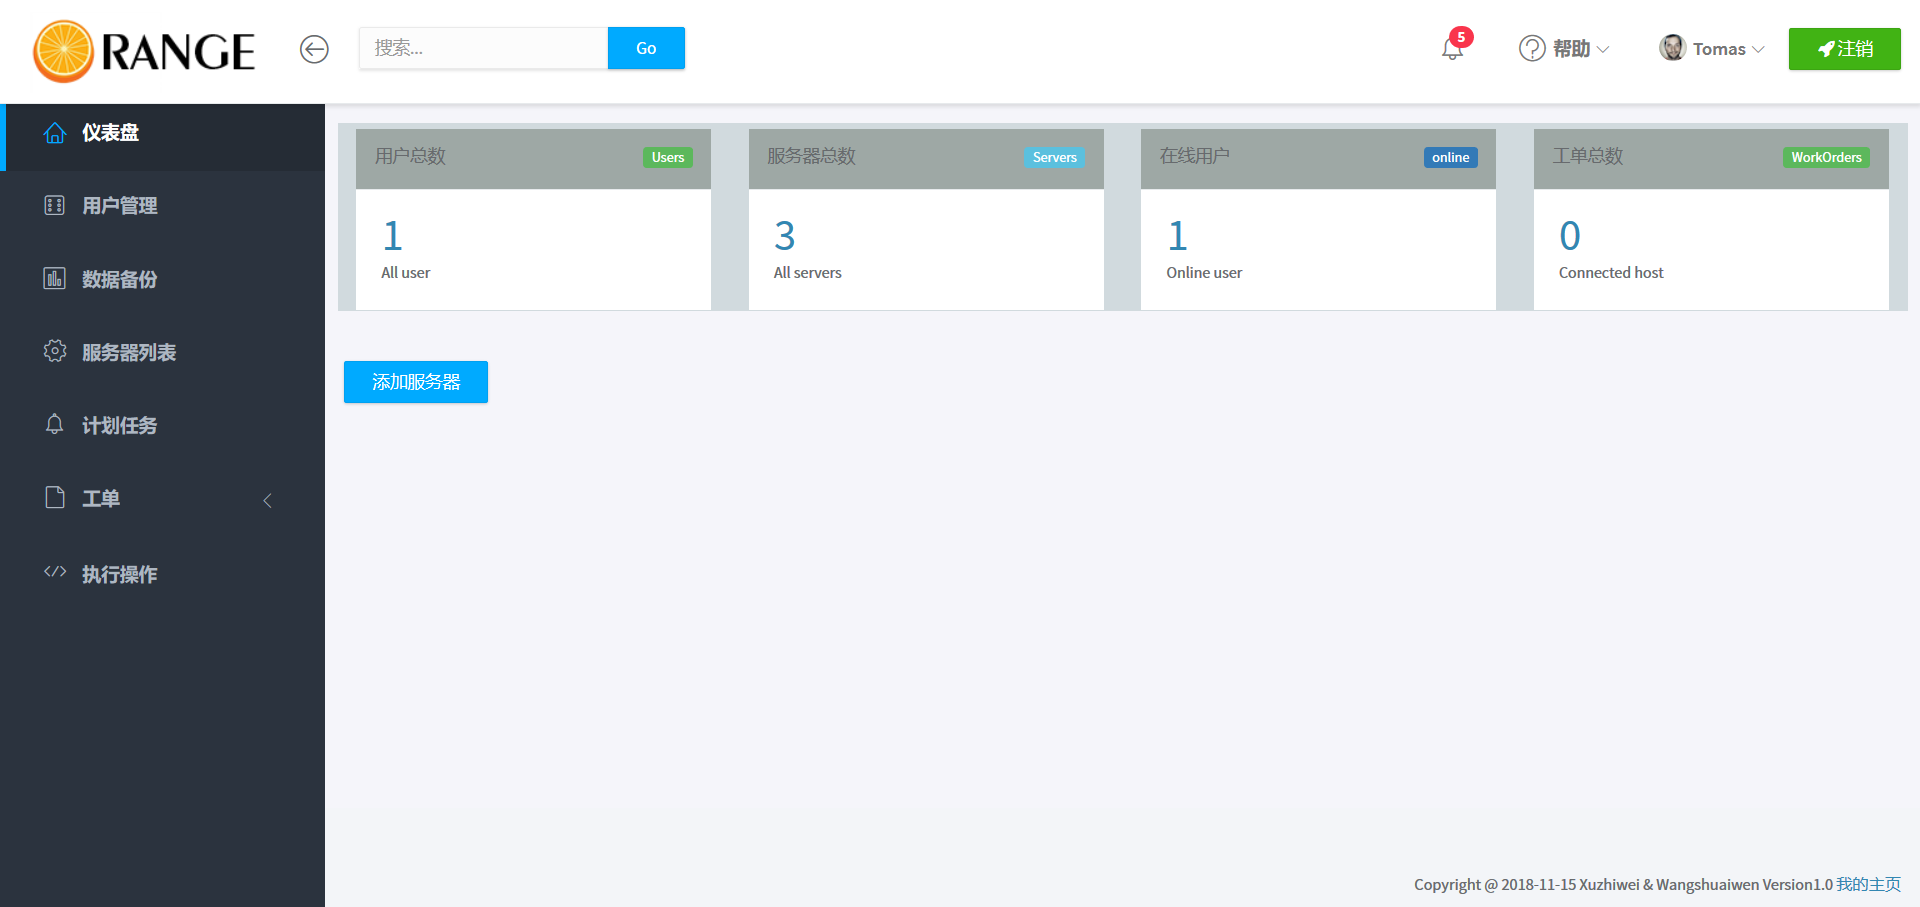 RANGE
搜索...
Go
5
帮助
Tomas
注销
仪表盘
用户管理
数据备份
服务器列表
计划任务
工单
执行操作
用户总数
Users
1
All user
服务器总数
Servers
3
All servers
在线用户
online
1
Online user
工单总数
WorkOrders
0
Connected host
添加服务器
Copyright @ 2018-11-15 Xuzhiwei & Wangshuaiwen Version1.0 我的主页